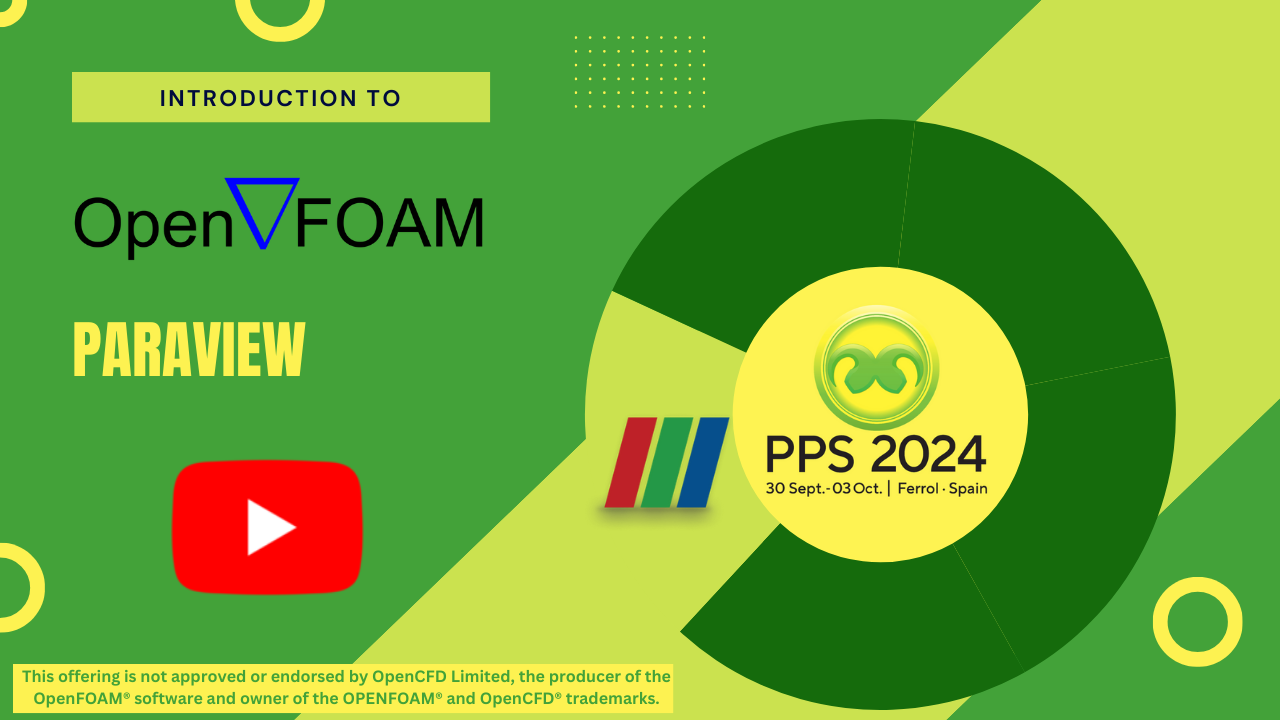 INTRODUCTION TO
Open∇FOAM
PARAVIEW
PPS 2024
30 Sept.-03 Oct. | Ferrol · Spain
This offering is not approved or endorsed by OpenCFD Limited, the producer of the
OpenFOAM® software and owner of the OPENFOAM® and OpenCFD® trademarks.